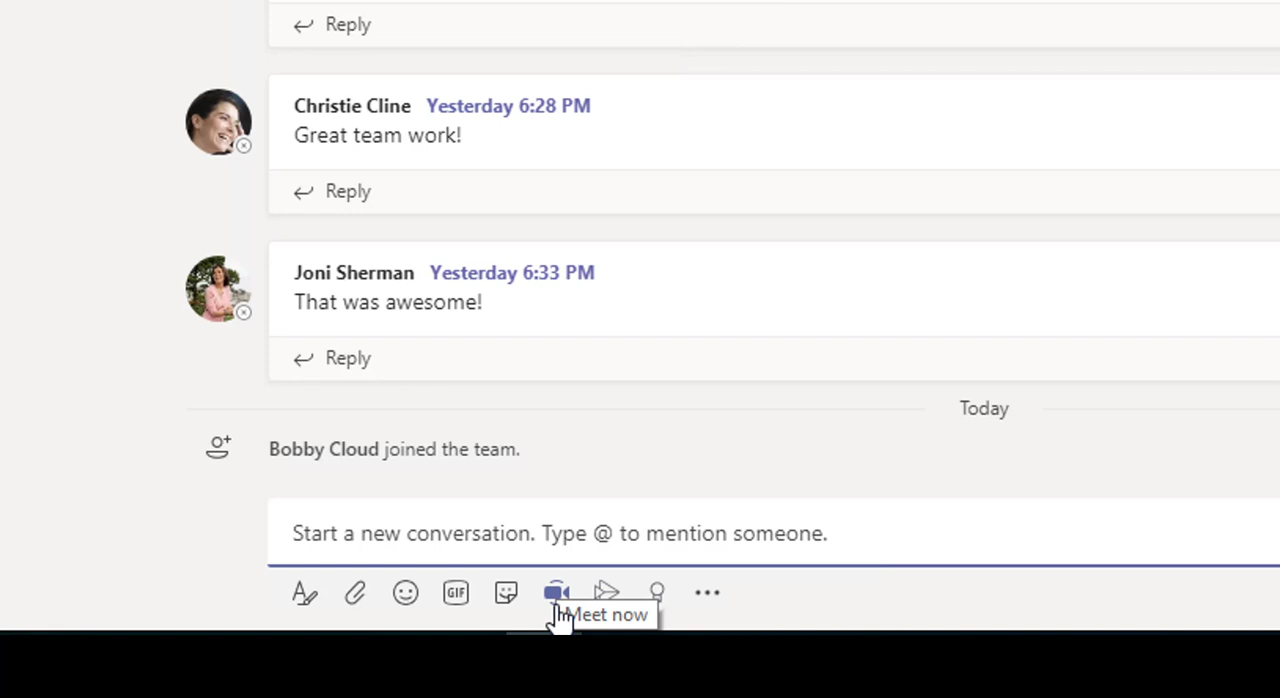 Reply
Christie Cline Yesterday 6:28 PM
Great team work!
Reply
Joni Sherman Yesterday 6:33 PM
That was awesome!
Reply
Today
Bobby Cloud joined the team.
Start a new conversation. Type @ to mention someone.
GIF
Meet now